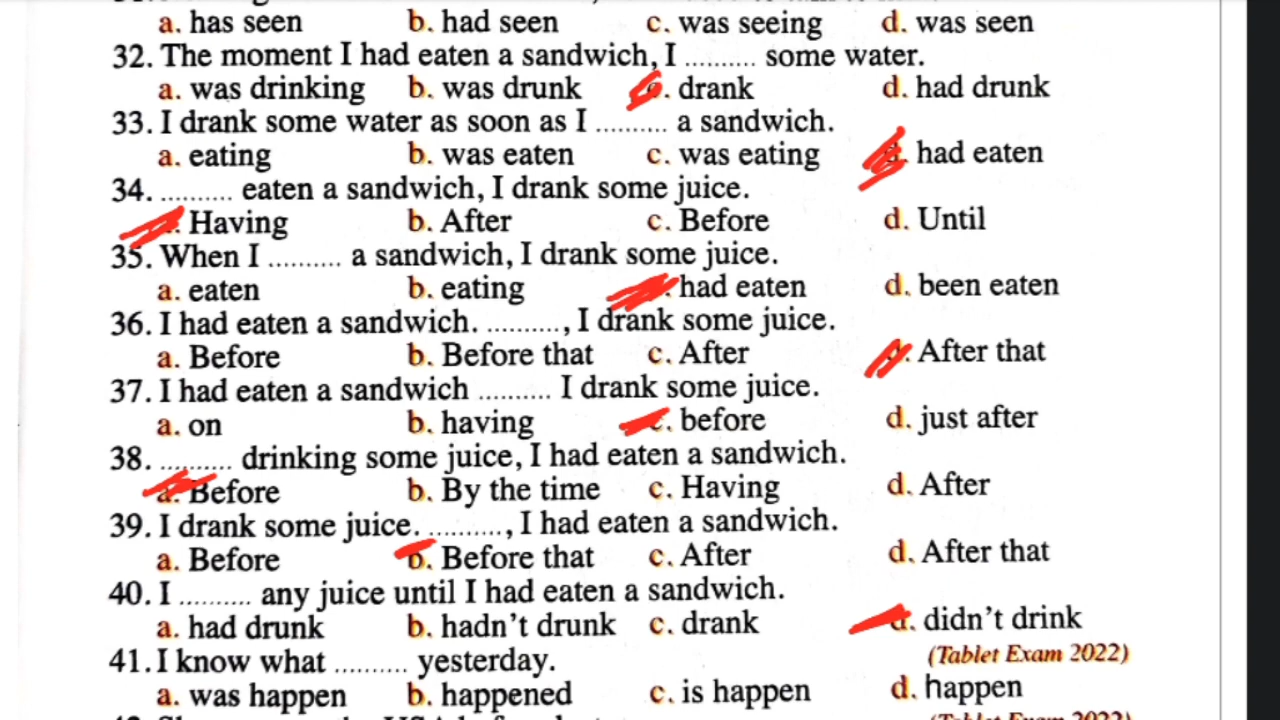 a. has seen b. had seen c. was seeing d. was seen
32. The moment I had eaten a sandwich, I .......... some water.
a. was drinking b. was drunk c. drank d. had drunk
33. I drank some water as soon as I .......... a sandwich.
a. eating b. was eaten c. was eating d. had eaten
34. .......... eaten a sandwich, I drank some juice.
a. Having b. After c. Before d. Until
35. When I .......... a sandwich, I drank some juice.
a. eaten b. eating c. had eaten d. been eaten
36. I had eaten a sandwich. .........., I drank some juice.
a. Before b. Before that c. After d. After that
37. I had eaten a sandwich .......... I drank some juice.
a. on b. having c. before d. just after
38. .......... drinking some juice, I had eaten a sandwich.
a. Before b. By the time c. Having d. After
39. I drank some juice. .........., I had eaten a sandwich.
a. Before b. Before that c. After d. After that
40. I .......... any juice until I had eaten a sandwich.
a. had drunk b. hadn't drunk c. drank d. didn't drink
41. I know what .......... yesterday. (Tablet Exam 2022)
a. was happen b. happened c. is happen d. happen